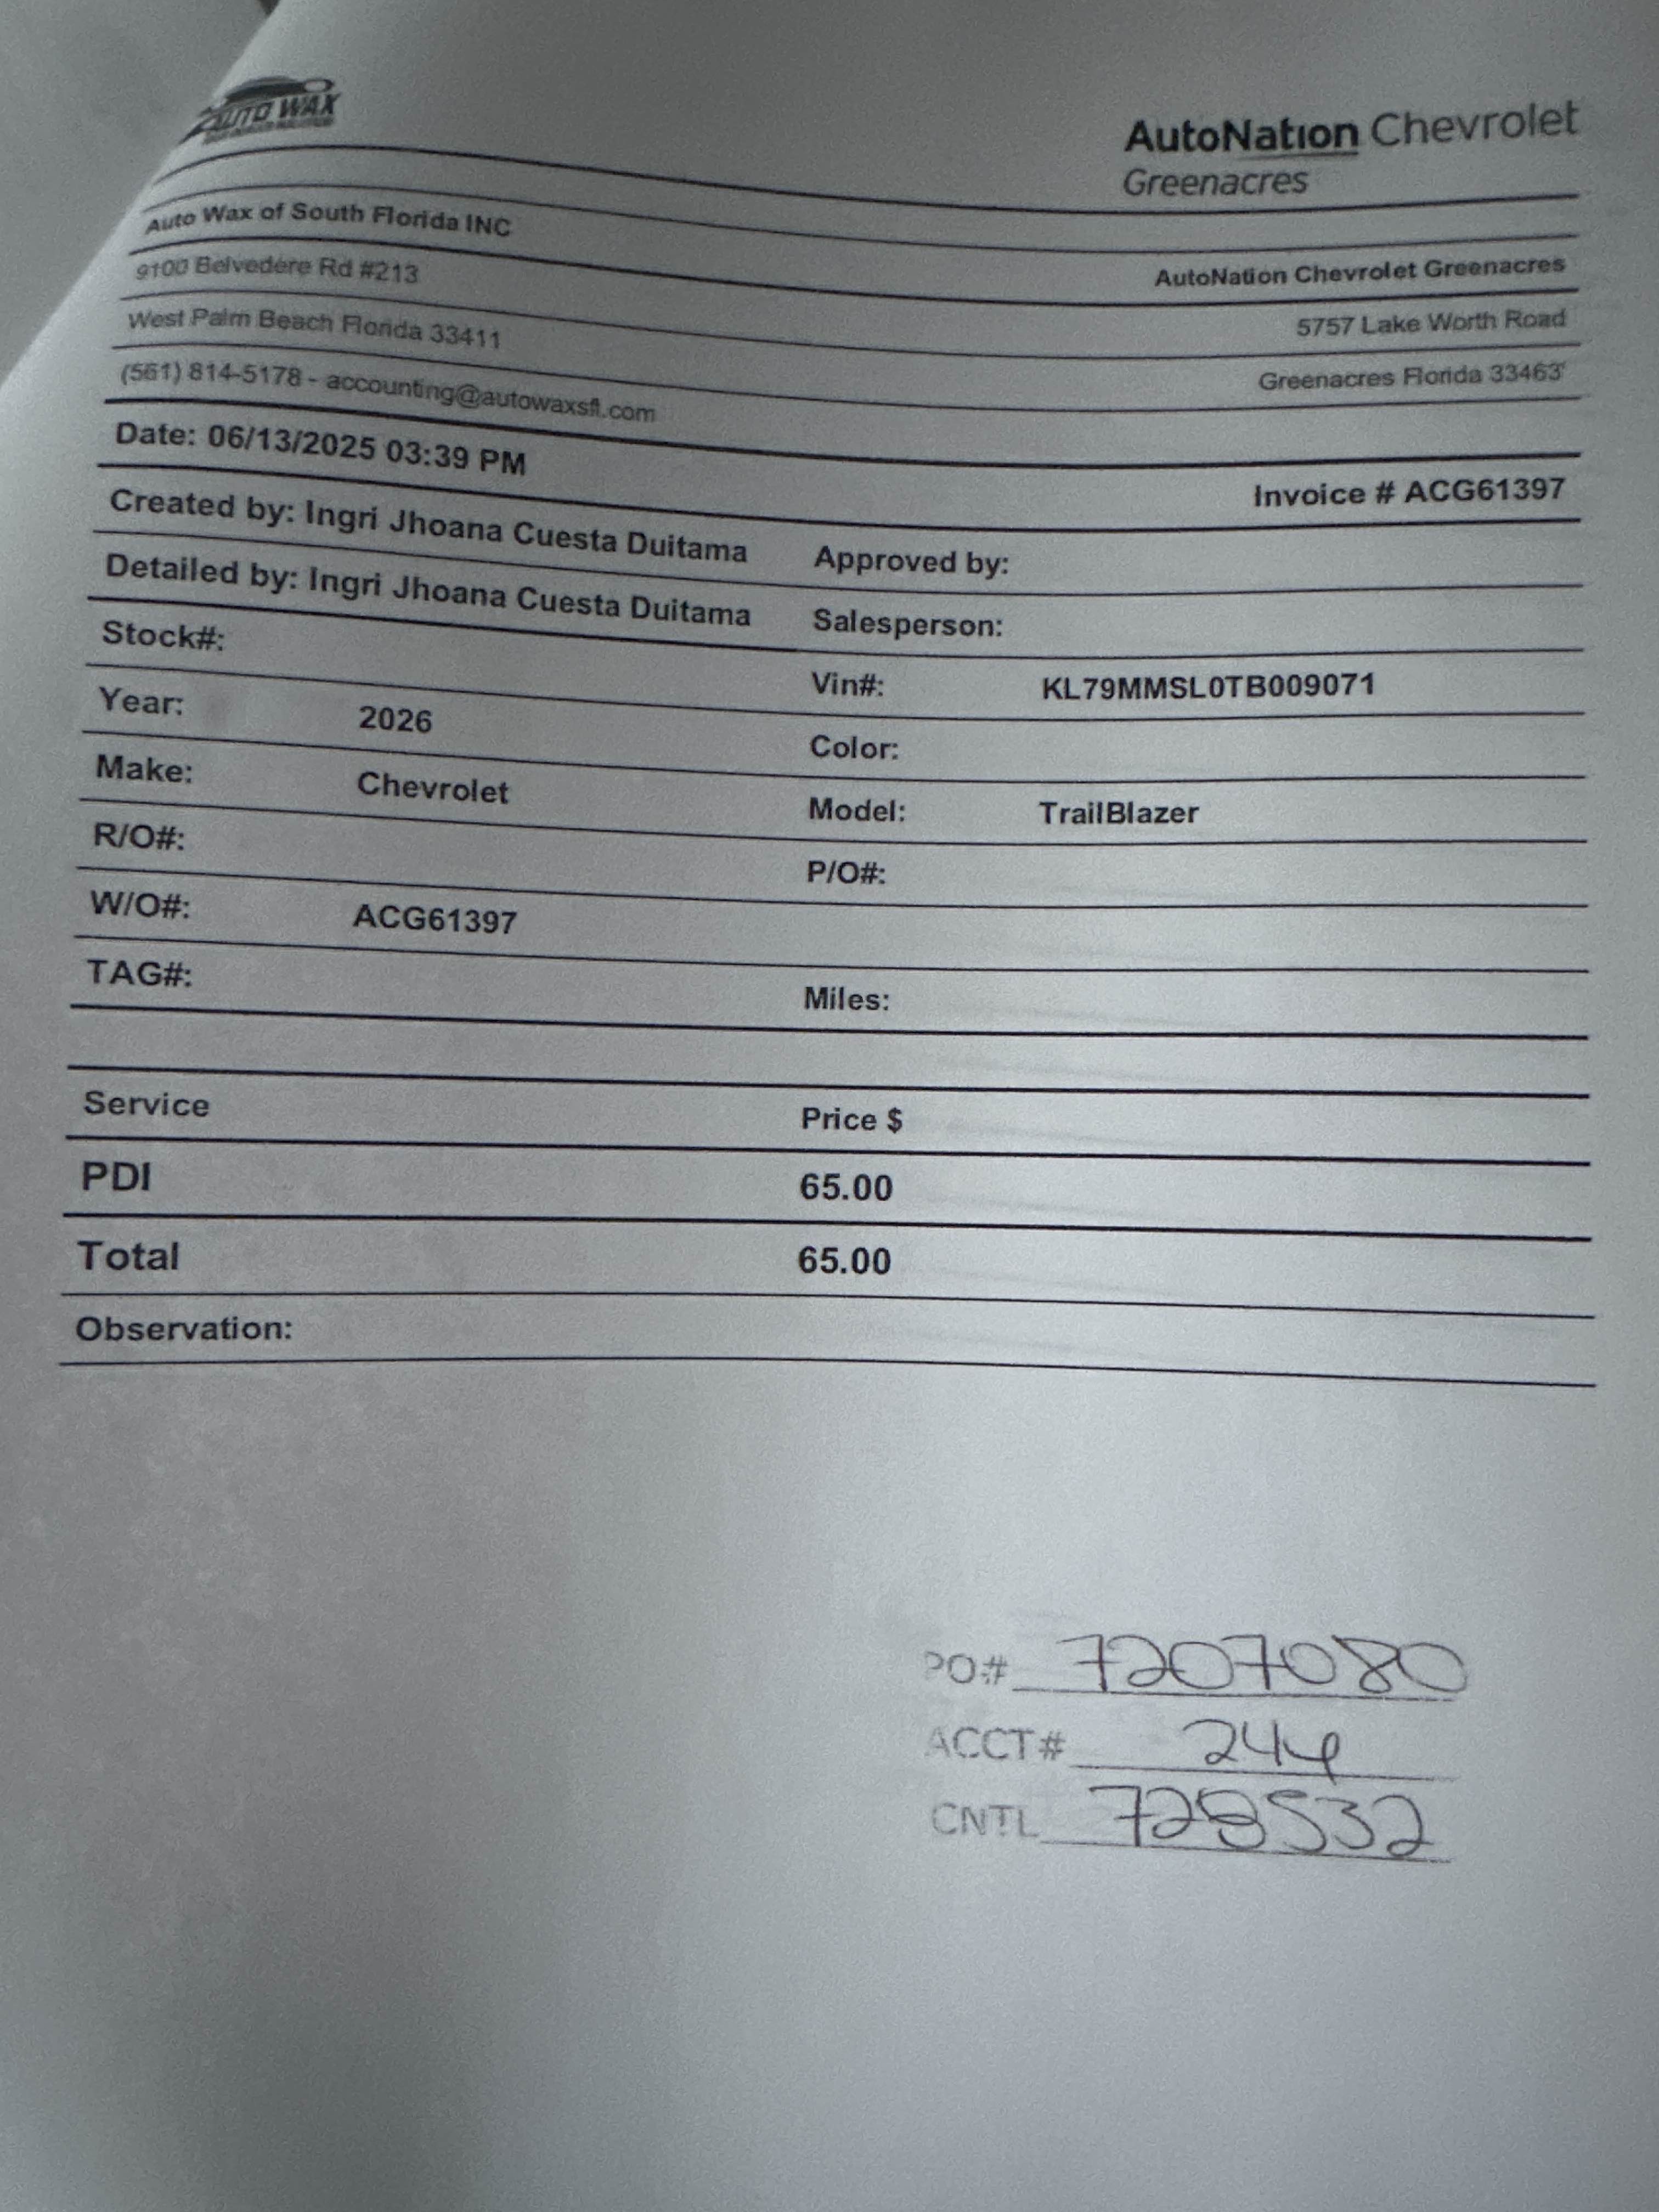 AUTO WAX
AutoNation Chevrolet
Greenacres
Auto Wax of South Florida INC
AutoNation Chevrolet Greenacres
9100 Belvedere Rd #213
5757 Lake Worth Road
West Palm Beach Florida 33411
Greenacres Florida 33463
(561) 814-5178 - accounting@autowaxsfl.com
Date: 06/13/2025 03:39 PM
Invoice # ACG61397
Created by: Ingri Jhoana Cuesta Duitama Approved by:
Detailed by: Ingri Jhoana Cuesta Duitama Salesperson:
Stock#: Vin#: KL79MMSL0TB009071
Year: 2026 Color:
Make: Chevrolet Model: TrailBlazer
R/O#: P/O#:
W/O#: ACG61397
TAG#: Miles:
Service Price $
PDI 65.00
Total 65.00
Observation:
PO# 7207080
ACCT# 244
CNTL 728532